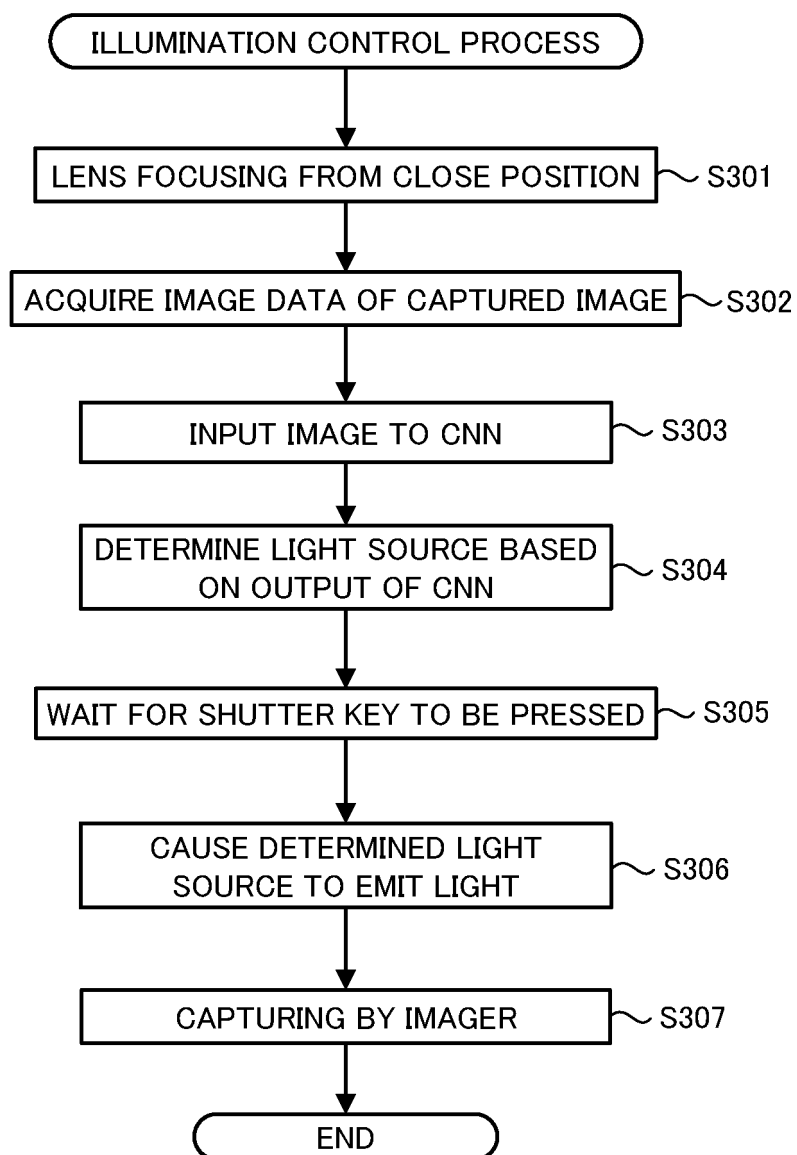 ILLUMINATION CONTROL PROCESS
LENS FOCUSING FROM CLOSE POSITION
S301
ACQUIRE IMAGE DATA OF CAPTURED IMAGE
S302
INPUT IMAGE TO CNN
S303
DETERMINE LIGHT SOURCE BASED
ON OUTPUT OF CNN
S304
WAIT FOR SHUTTER KEY TO BE PRESSED
S305
CAUSE DETERMINED LIGHT
SOURCE TO EMIT LIGHT
S306
CAPTURING BY IMAGER
S307
END